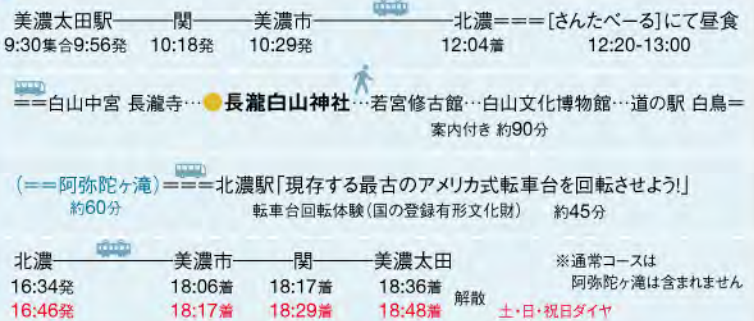 美濃太田駅―――関―――美濃市―――――――北濃===[さんたべーる]にて昼食
9:30集合9:56発 10:18発 10:29発 12:04着 12:20-13:00
==白山中宮 長瀧寺…●長瀧白山神社…若宮修古館…白山文化博物館…道の駅 白鳥=
案内付き 約90分
(==阿弥陀ヶ滝)===北濃駅「現存する最古のアメリカ式転車台を回転させよう!」
約60分 転車台回転体験(国の登録有形文化財) 約45分
北濃―――――美濃市―――関―――美濃太田 ※通常コースは
16:34発 18:06着 18:17着 18:36着 阿弥陀ヶ滝は含まれません
解散
16:46発 18:17着 18:29着 18:48着 土・日・祝日ダイヤ